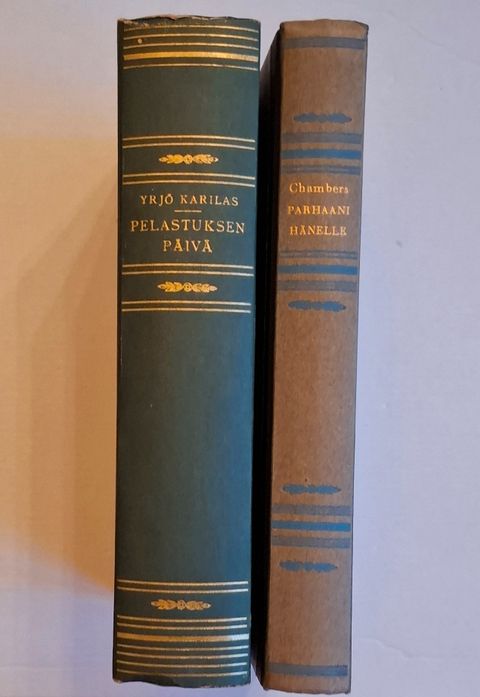 YRJÖ KARILAS
PELASTUKSEN
PÄIVÄ
Chambers
PARHAANI
HÄNELLE